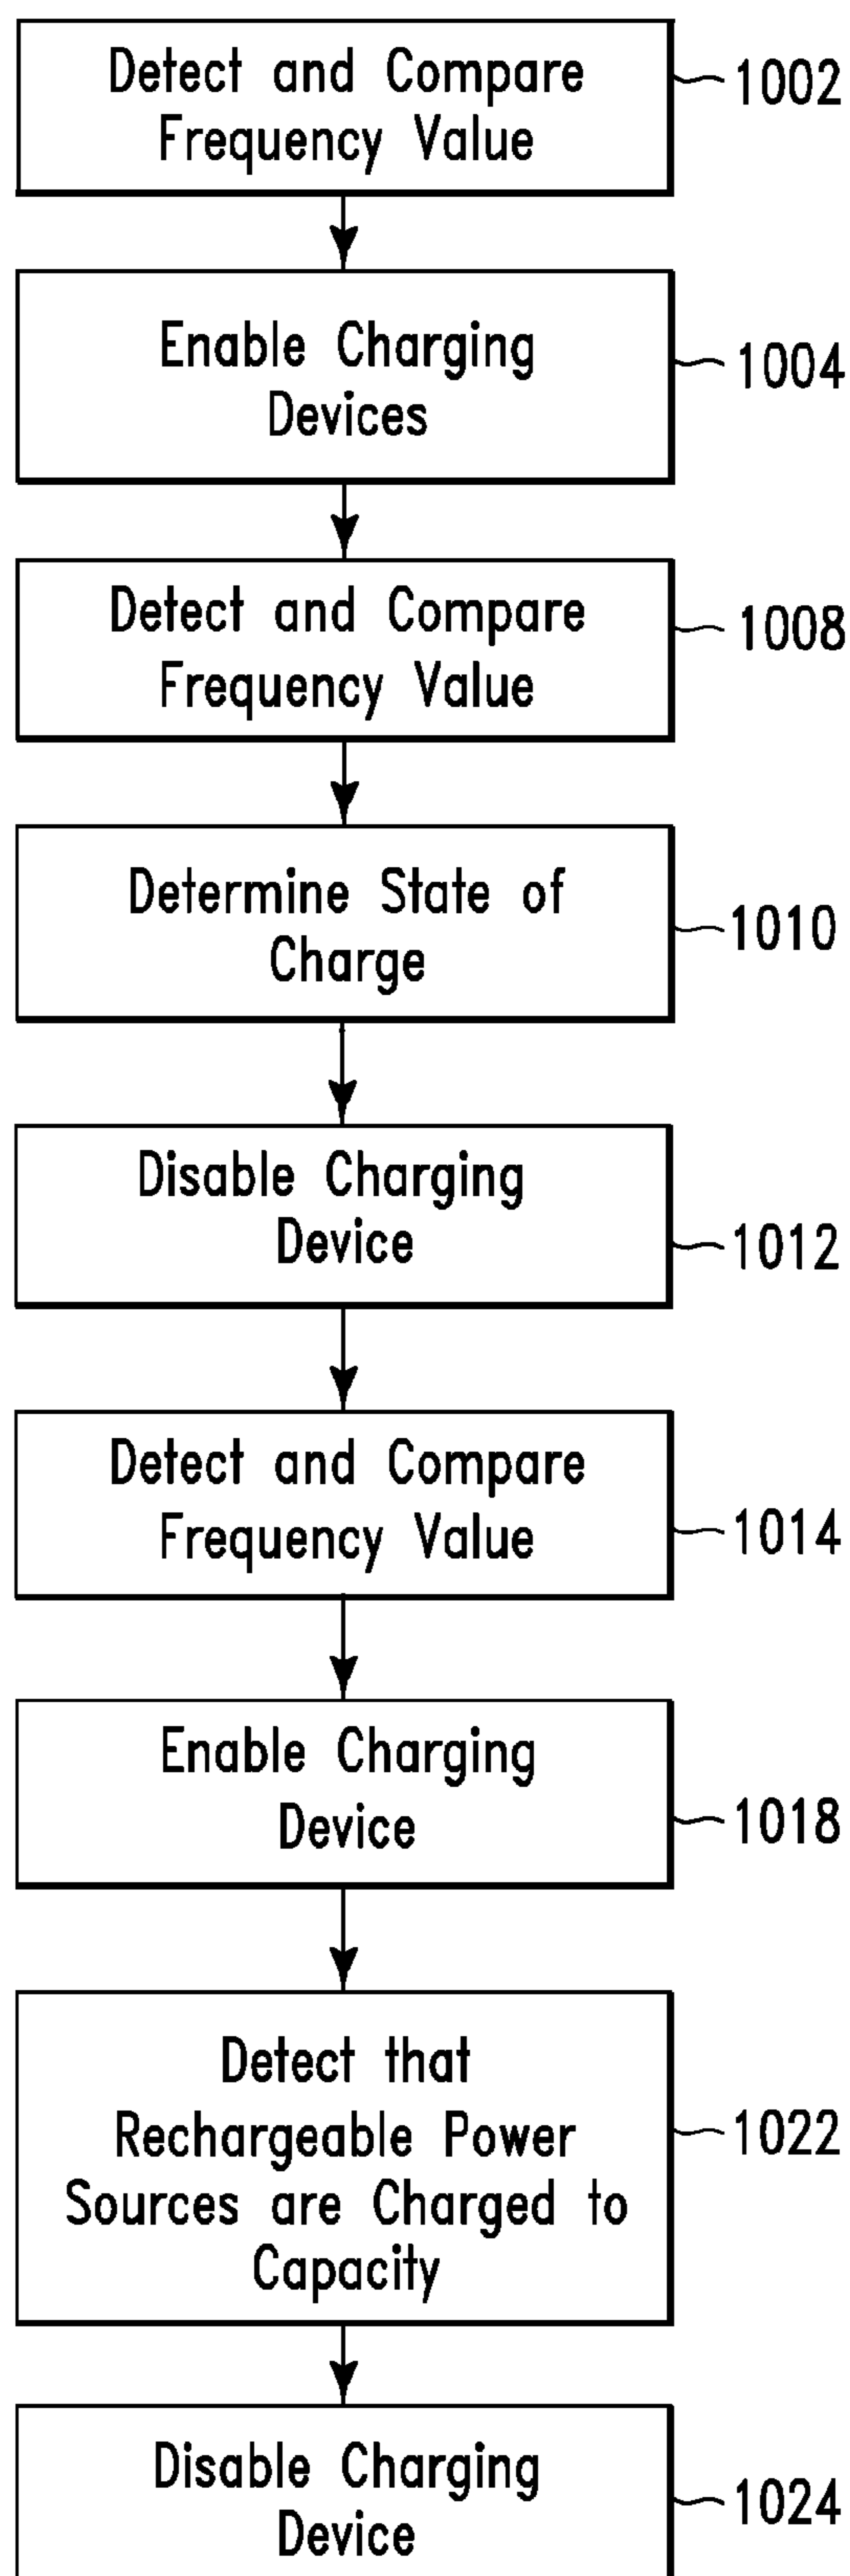 Detect and Compare
Frequency Value
1002
Enable Charging
Devices
1004
Detect and Compare
Frequency Value
1008
Determine State of
Charge
1010
Disable Charging
Device
1012
Detect and Compare
Frequency Value
1014
Enable Charging
Device
1018
Detect that
Rechargeable Power
Sources are Charged to
Capacity
1022
Disable Charging
Device
1024